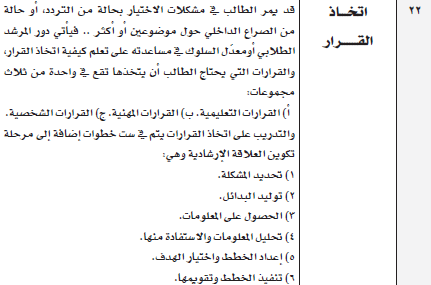 ٢٢
اتخاذ
القـــرار
قد يمر الطالب في مشكلات الاختيار بحالة من التردد، أو حالة
من الصراع الداخلي حول موضوعين أو أكثر .. فيأتي دور المرشد
الطلابي أومعدّل السلوك في مساعدته على تعلم كيفية اتخاذ القرار،
والقرارات التي يحتاج الطالب أن يتخذها تقع في واحدة من ثلاث
مجموعات:
أ) القرارات التعليمية. ب) القرارات المهنية. ج) القرارات الشخصية.
والتدريب على اتخاذ القرارات يتم في ست خطوات إضافة إلى مرحلة
تكوين العلاقة الإرشادية وهي:
١) تحديد المشكلة.
٢) توليد البدائل.
٣) الحصول على المعلومات.
٤) تحليل المعلومات والاستفادة منها.
٥) إعداد الخطط واختيار الهدف.
٦) تنفيذ الخطط وتقويمها.